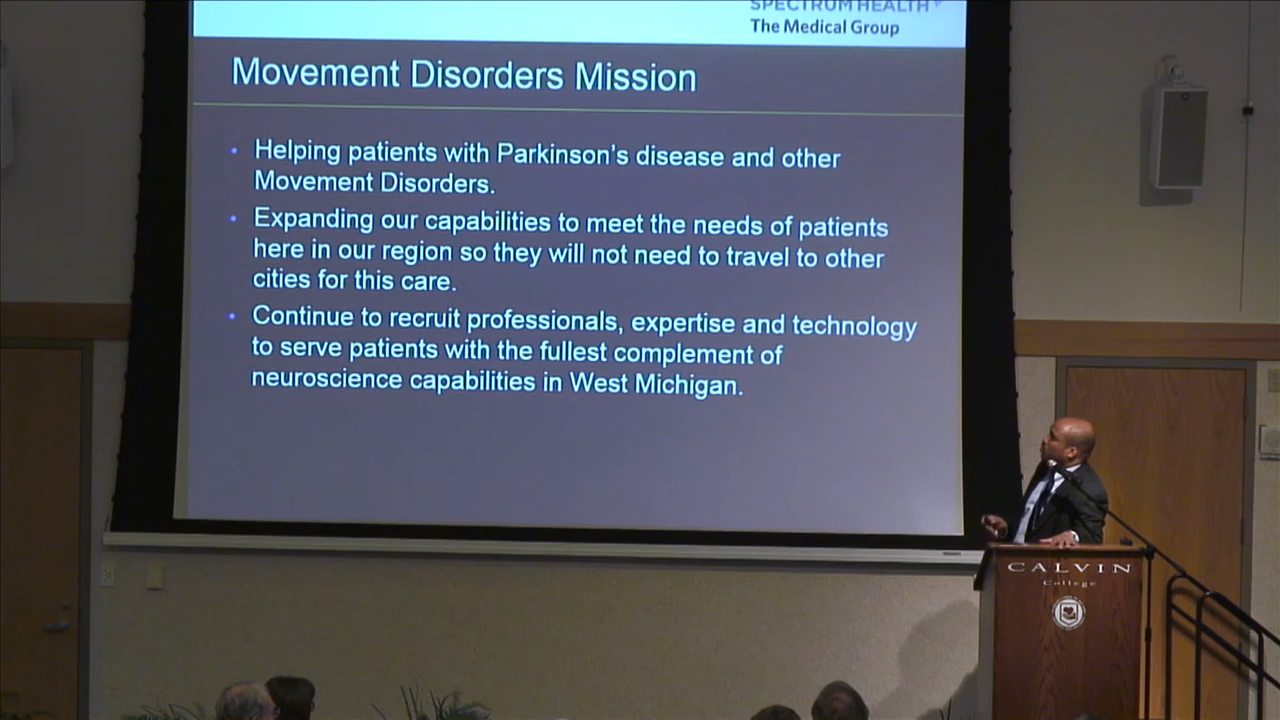 SPECTRUM HEALTH
The Medical Group
Movement Disorders Mission
• Helping patients with Parkinson's disease and other
Movement Disorders.
• Expanding our capabilities to meet the needs of patients
here in our region so they will not need to travel to other
cities for this care.
• Continue to recruit professionals, expertise and technology
to serve patients with the fullest complement of
neuroscience capabilities in West Michigan.
CALVIN
College